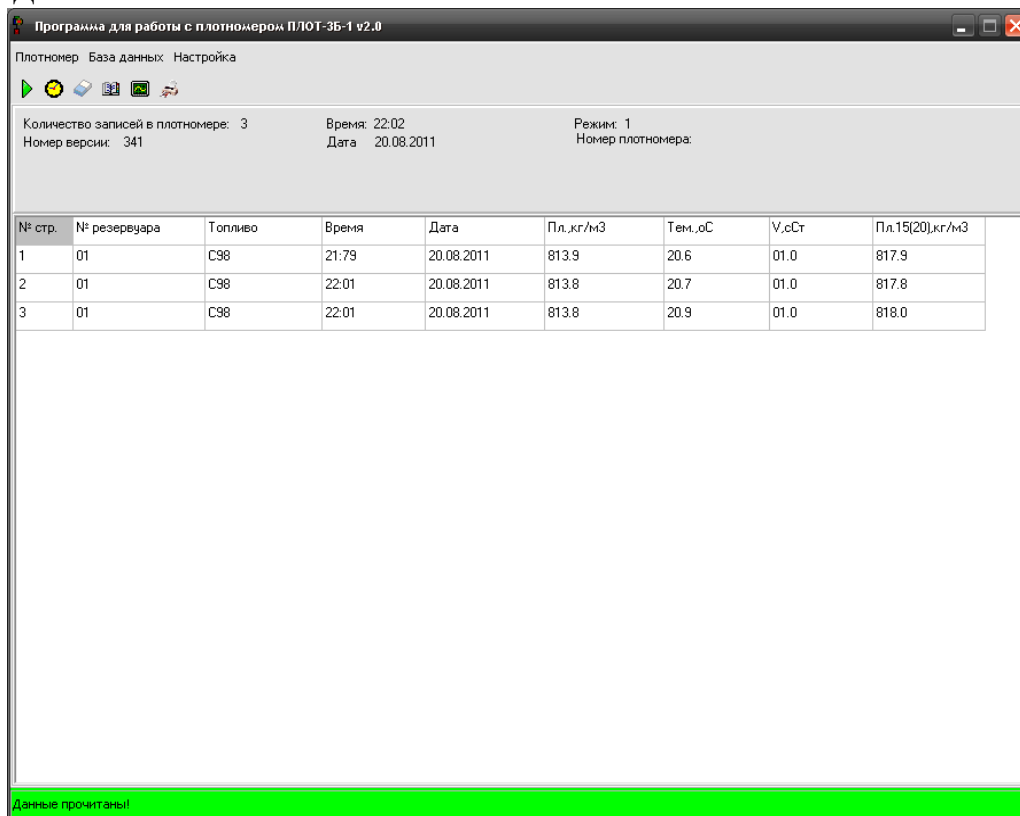 Программа для работы с плотномером ПЛОТ-3Б-1 v2.0
Плотномер База данных Настройка
Количество записей в плотномере: 3 Время: 22:02 Режим: 1
Номер версии: 341 Дата 20.08.2011 Номер плотномера:
№ стр. № резервуара Топливо Время Дата Пл.,кг/м3 Тем.,оС V,сСт Пл.15(20),кг/м3
1 01 С98 21:79 20.08.2011 813.9 20.6 01.0 817.9
2 01 С98 22:01 20.08.2011 813.8 20.7 01.0 817.8
3 01 С98 22:01 20.08.2011 813.8 20.9 01.0 818.0
Данные прочитаны!